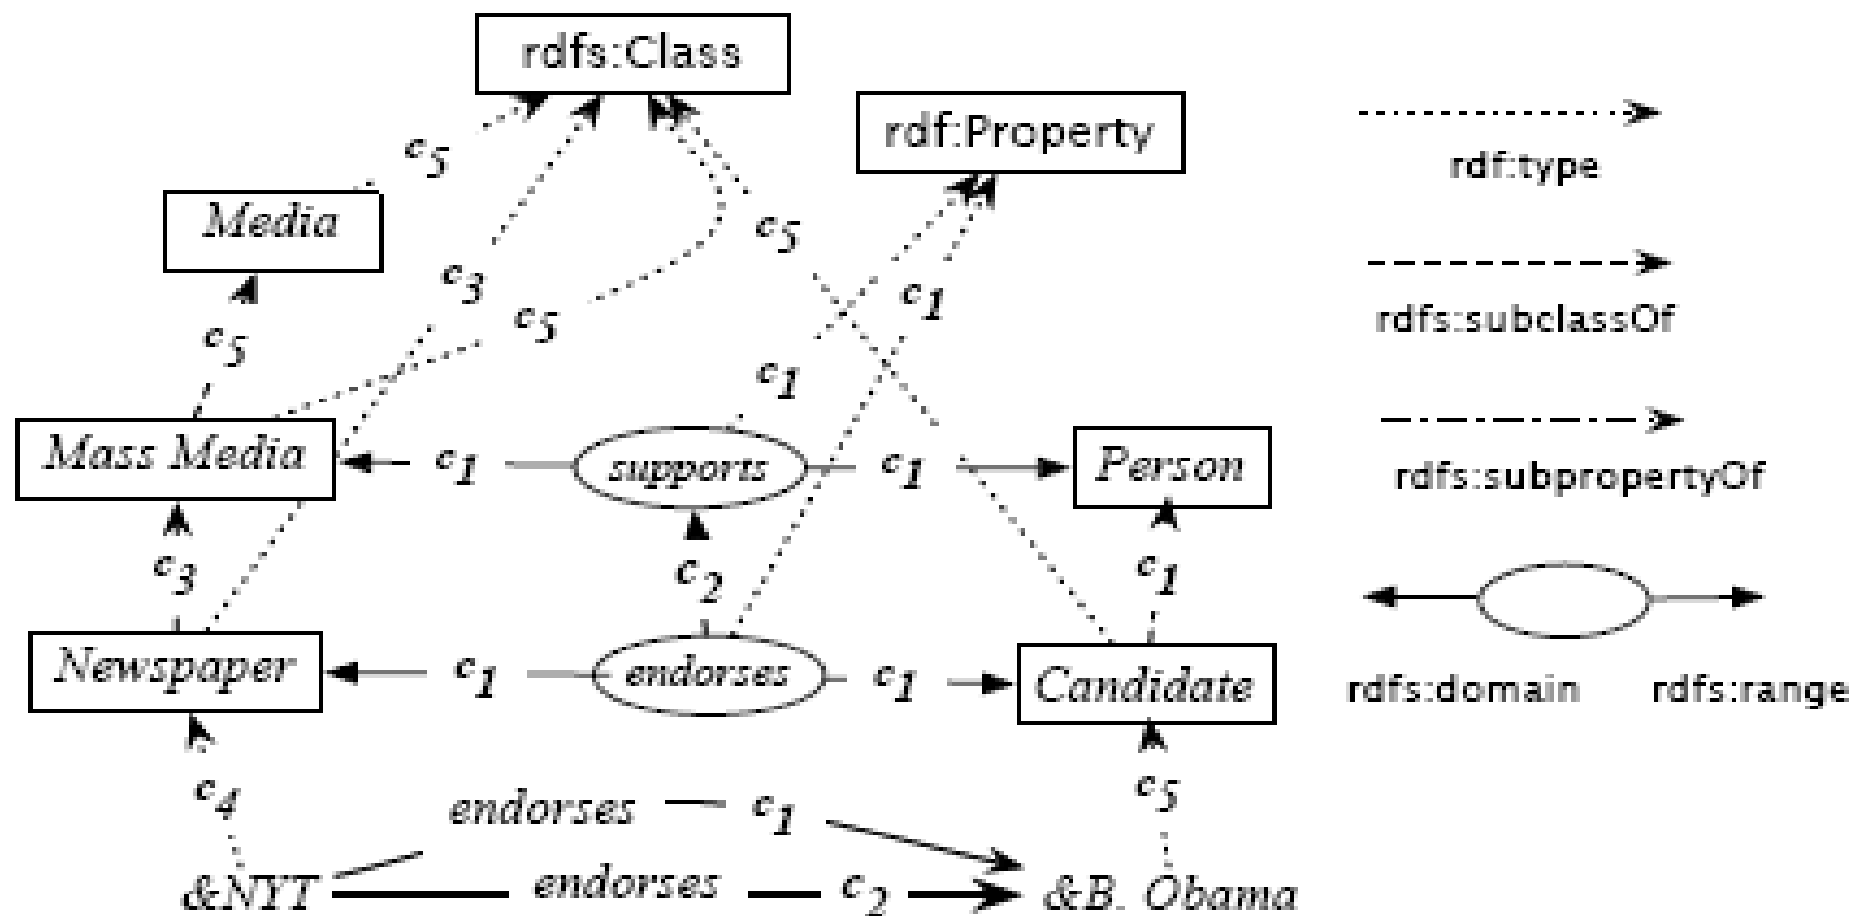 rdfs:Class
rdf:Property
rdf:type
c5
Media
c5
c3
c1
rdfs:subclassOf
c5
c5
c1
Mass Media
c1
supports
c1
Person
rdfs:subpropertyOf
c3
c2
c1
Newspaper
c1
endorses
c1
Candidate
rdfs:domain
rdfs:range
c4
endorses
c1
c5
&NYT
endorses
c2
&B. Obama